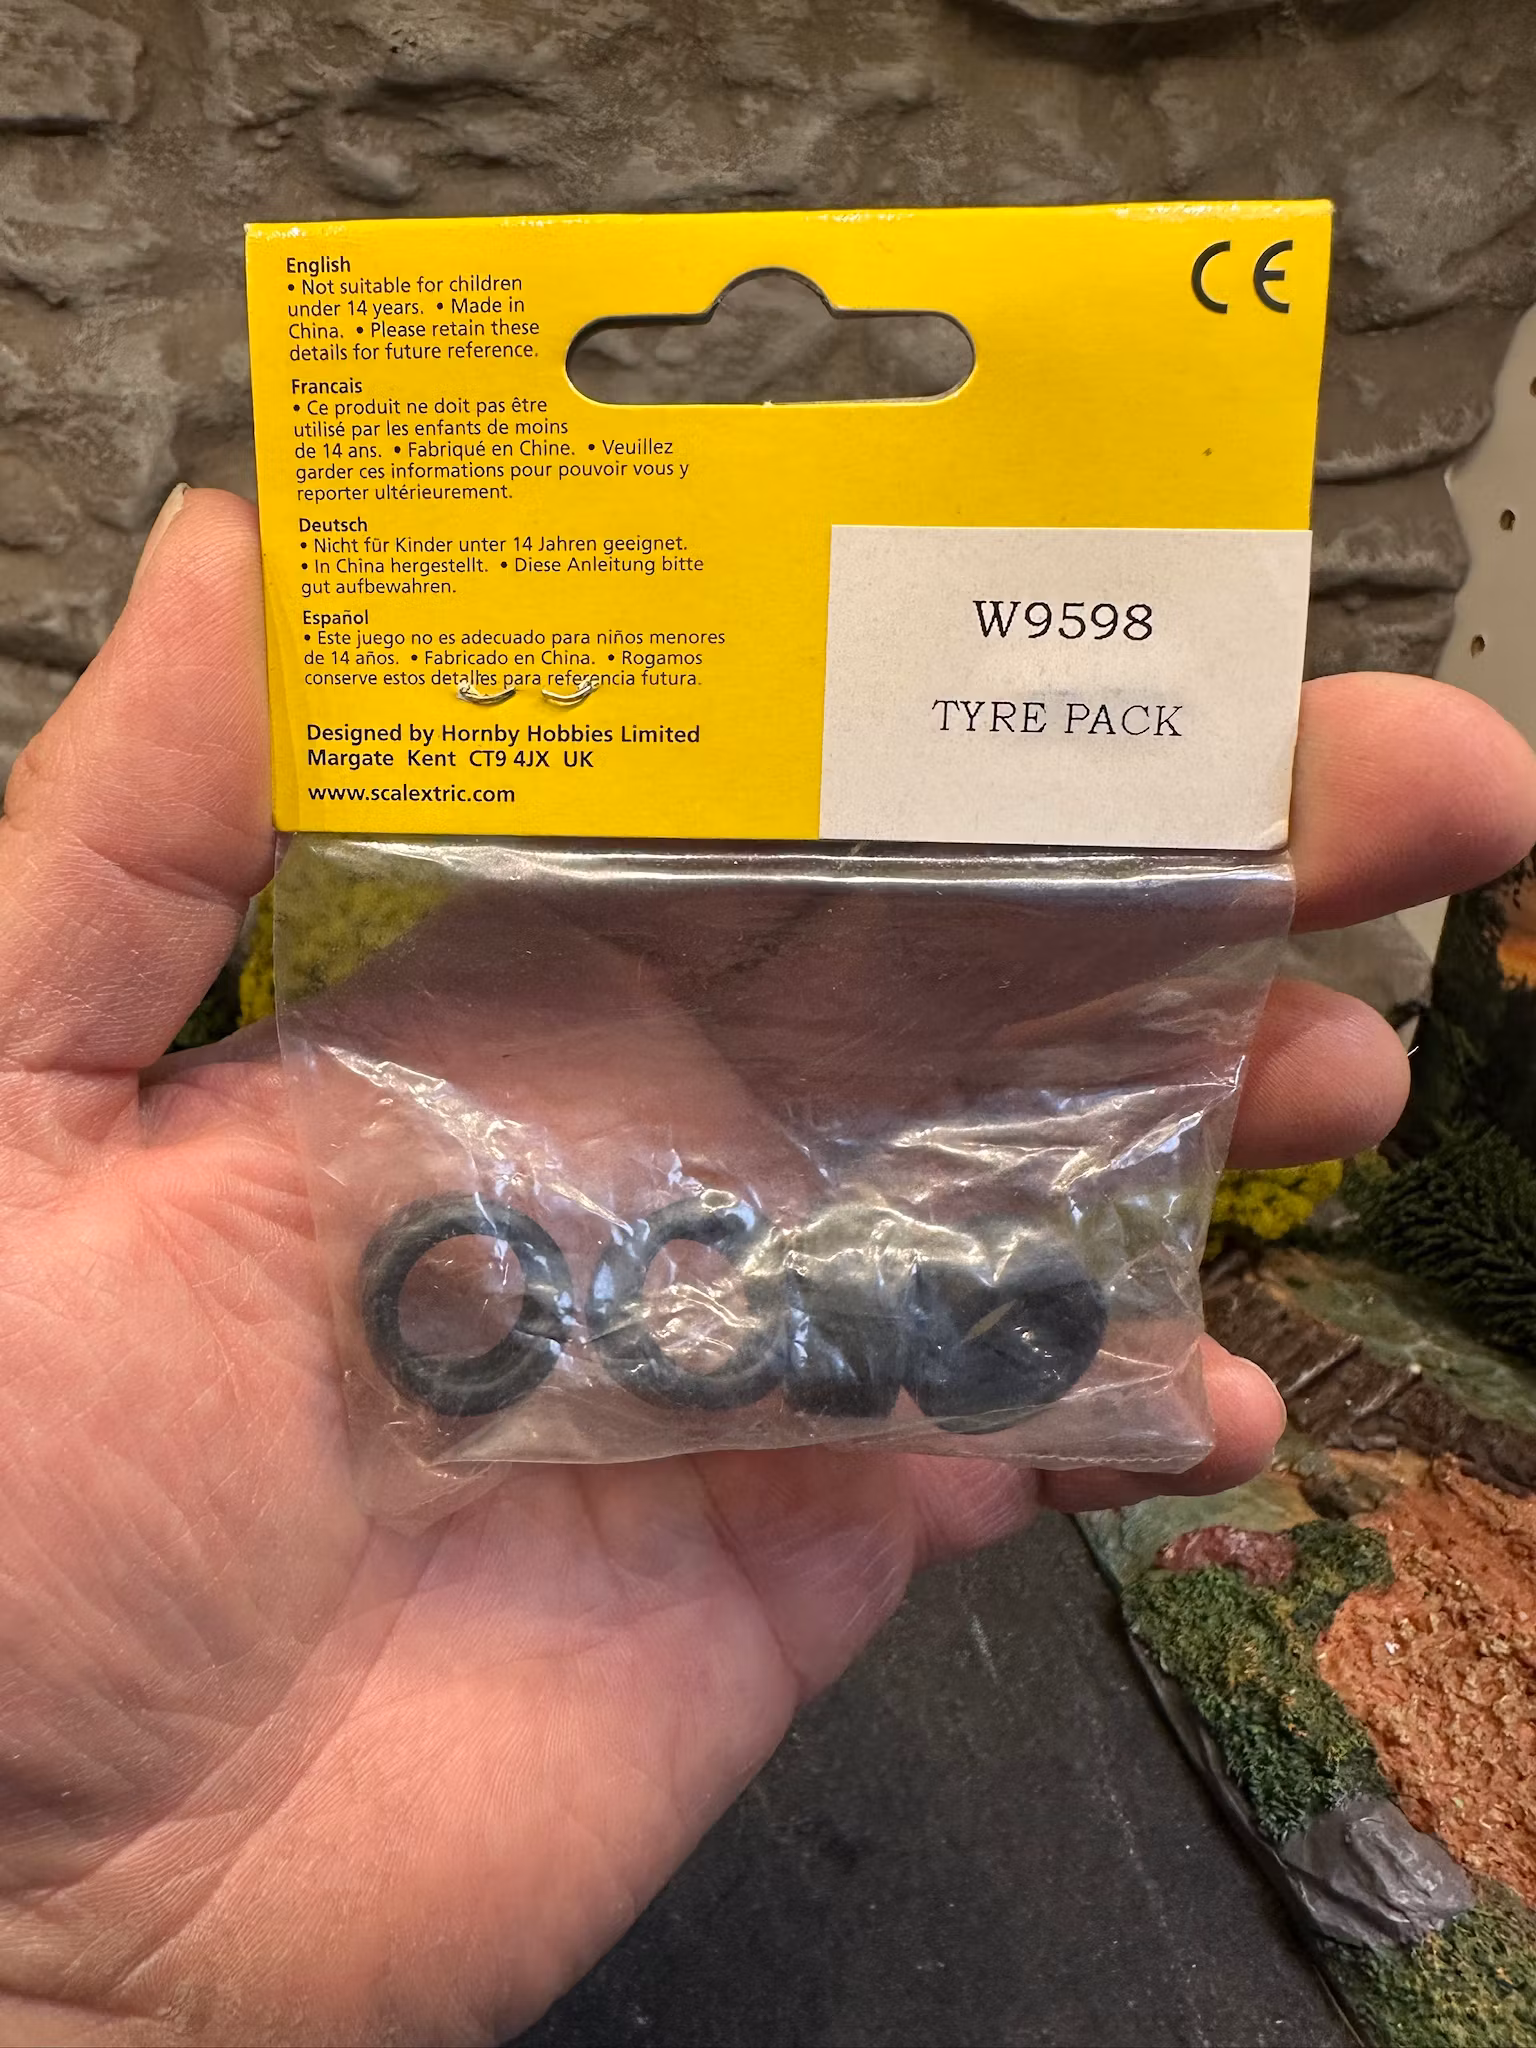 English
• Not suitable for children
under 14 years. • Made in
China. • Please retain these
details for future reference.
Francais
• Ce produit ne doit pas être
utilisé par les enfants de moins
de 14 ans. • Fabriqué en Chine. • Veuillez
garder ces informations pour pouvoir vous y
reporter ultérieurement.
Deutsch
• Nicht für Kinder unter 14 Jahren geeignet.
• In China hergestellt. • Diese Anleitung bitte
gut aufbewahren.
Español
• Este juego no es adecuado para niños menores
de 14 años. • Fabricado en China. • Rogamos
conserve estos detalles para referencia futura.
Designed by Hornby Hobbies Limited
Margate Kent CT9 4JX UK
www.scalextric.com
CE
W9598
TYRE PACK